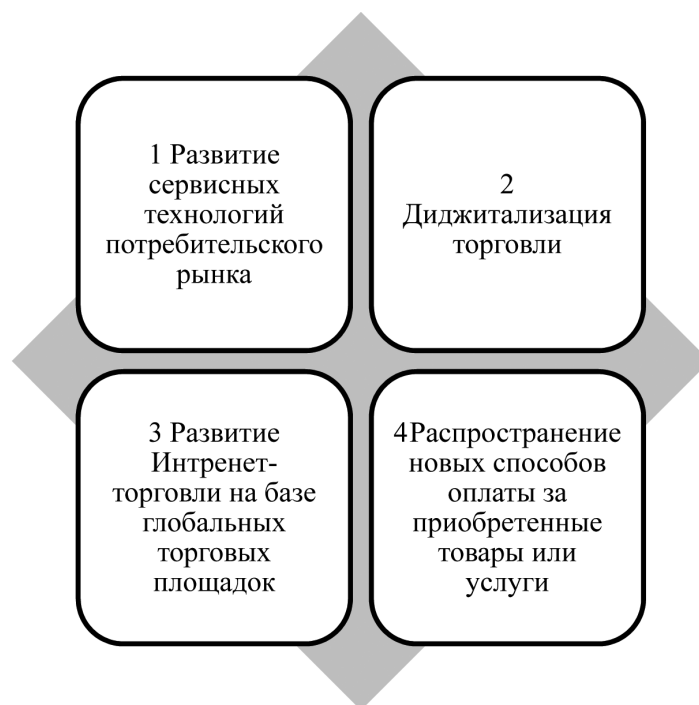 1 Развитие
сервисных
технологий
потребительского
рынка
2
Диджитализация
торговли
3 Развитие
Интренет-
торговли на базе
глобальных
торговых
площадок
4Распространение
новых способов
оплаты за
приобретенные
товары или
услуги